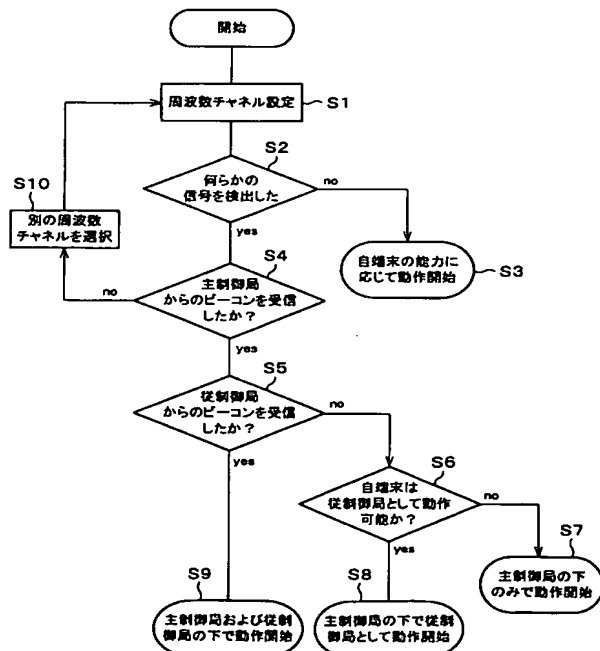 開始
周波数チャネル設定
S1
S2
何らかの
信号を検出した
no
yes
S10
別の周波数
チャネルを選択
自端末の能力に
応じて動作開始
S3
S4
主制御局
からのビーコンを受信
したか？
no
yes
S5
従制御局
からのビーコンを受信
したか？
no
yes
S6
自端末は
従制御局として動作
可能か？
no
yes
S7
主制御局の下
のみで動作開始
S9
主制御局および従制
御局の下で動作開始
S8
主制御局の下で従制
御局として動作開始